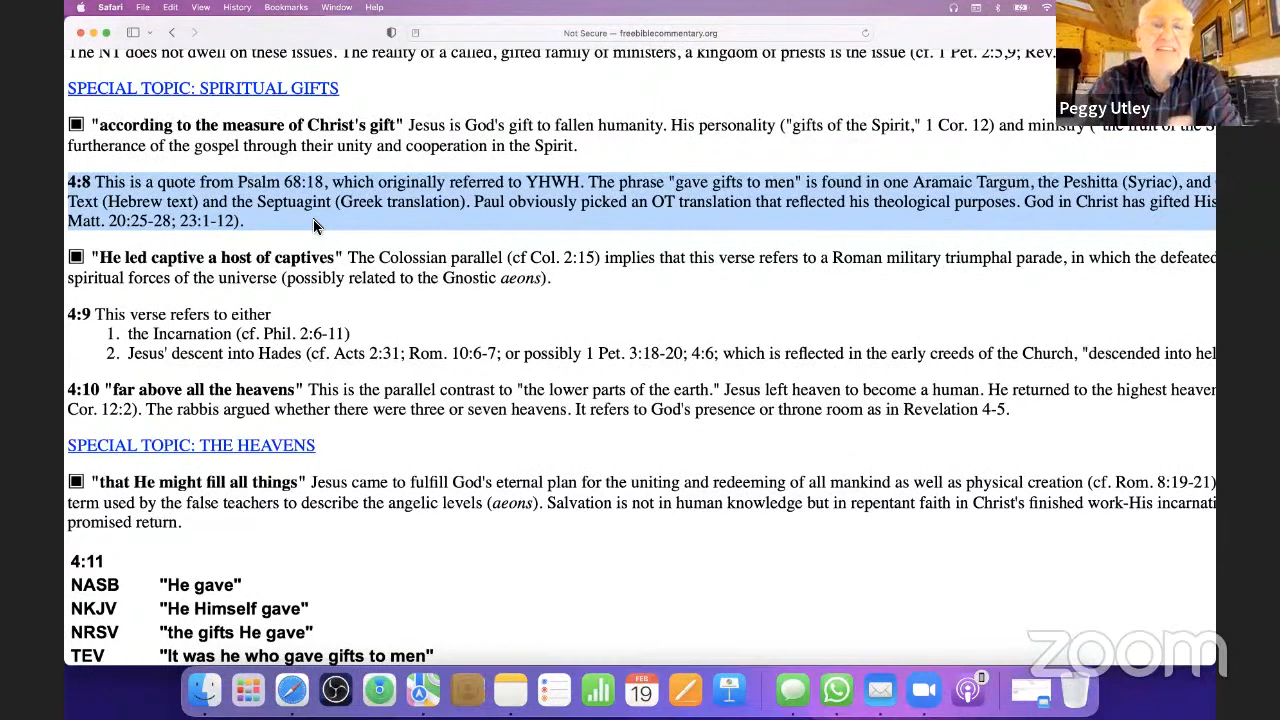 Safari File Edit View History Bookmarks Window Help
Not Secure — freebiblecommentary.org
The NT does not dwell on these issues. The reality of a called, gifted family of ministers, a kingdom of priests is the issue (cf. 1 Pet. 2:5,9; Rev.
SPECIAL TOPIC: SPIRITUAL GIFTS
Peggy Utley
"according to the measure of Christ's gift" Jesus is God's gift to fallen humanity. His personality ("gifts of the Spirit," 1 Cor. 12) and ministry ("the fruit of the S
furtherance of the gospel through their unity and cooperation in the Spirit.
4:8 This is a quote from Psalm 68:18, which originally referred to YHWH. The phrase "gave gifts to men" is found in one Aramaic Targum, the Peshitta (Syriac), and
Text (Hebrew text) and the Septuagint (Greek translation). Paul obviously picked an OT translation that reflected his theological purposes. God in Christ has gifted His
Matt. 20:25-28; 23:1-12).
"He led captive a host of captives" The Colossian parallel (cf Col. 2:15) implies that this verse refers to a Roman military triumphal parade, in which the defeated
spiritual forces of the universe (possibly related to the Gnostic aeons).
4:9 This verse refers to either
1. the Incarnation (cf. Phil. 2:6-11)
2. Jesus' descent into Hades (cf. Acts 2:31; Rom. 10:6-7; or possibly 1 Pet. 3:18-20; 4:6; which is reflected in the early creeds of the Church, "descended into hel
4:10 "far above all the heavens" This is the parallel contrast to "the lower parts of the earth." Jesus left heaven to become a human. He returned to the highest heaven
Cor. 12:2). The rabbis argued whether there were three or seven heavens. It refers to God's presence or throne room as in Revelation 4-5.
SPECIAL TOPIC: THE HEAVENS
"that He might fill all things" Jesus came to fulfill God's eternal plan for the uniting and redeeming of all mankind as well as physical creation (cf. Rom. 8:19-21)
term used by the false teachers to describe the angelic levels (aeons). Salvation is not in human knowledge but in repentant faith in Christ's finished work-His incarnati
promised return.
4:11
NASB "He gave"
NKJV "He Himself gave"
NRSV "the gifts He gave"
TEV "It was he who gave gifts to men"
zoom
FEB
19